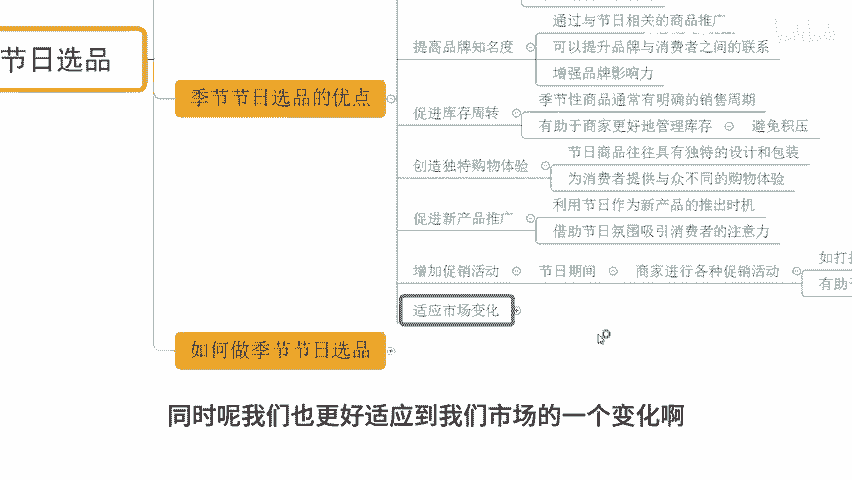 节日选品
季节节日选品的优点
提高品牌知名度
通过与节日相关的商品推广
可以提升品牌与消费者之间的联系
增强品牌影响力
促进库存周转
季节性商品通常有明确的销售周期
有助于商家更好地管理库存
避免积压
创造独特购物体验
节日商品往往具有独特的设计和包装
为消费者提供与众不同的购物体验
促进新产品推广
利用节日作为新产品的推出时机
借助节日氛围吸引消费者的注意力
增加促销活动
节日期间
商家进行各种促销活动
如打
有助于
适应市场变化
如何做季节节日选品
同时呢我们也更好适应到我们市场的一个变化啊